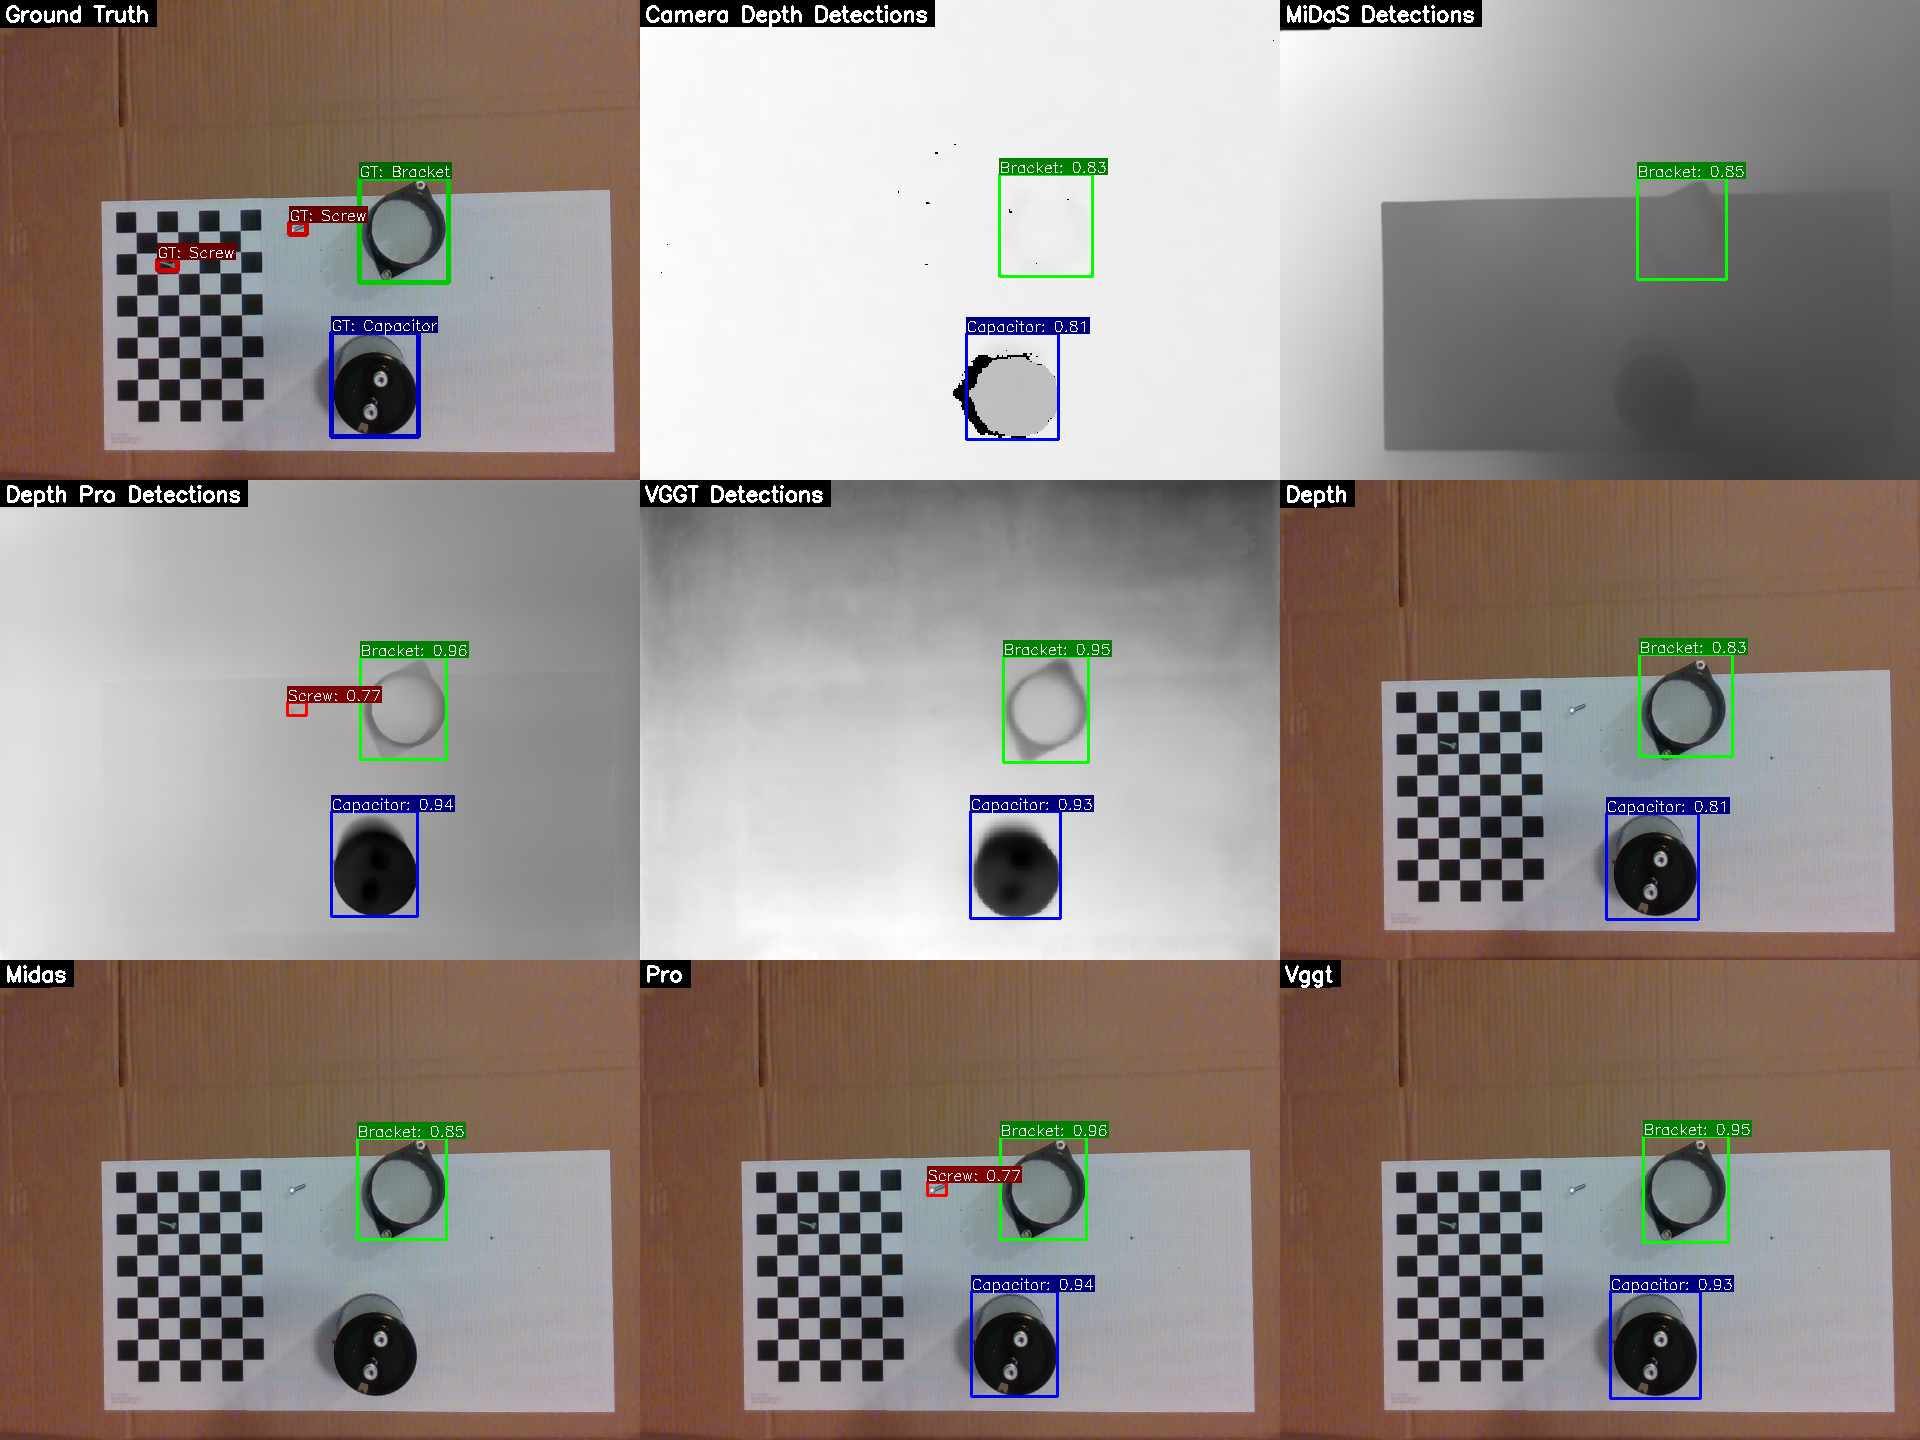 Ground Truth
GT: Bracket
GT: Screw
GT: Screw
GT: Capacitor
Camera Depth Detections
Bracket: 0.83
Capacitor: 0.81
MiDaS Detections
Bracket: 0.85
Depth Pro Detections
Bracket: 0.96
Screw: 0.77
Capacitor: 0.94
VGGT Detections
Bracket: 0.95
Capacitor: 0.93
Depth
Bracket: 0.83
Capacitor: 0.81
Midas
Bracket: 0.85
Pro
Bracket: 0.96
Screw: 0.77
Capacitor: 0.94
Vggt
Bracket: 0.95
Capacitor: 0.93